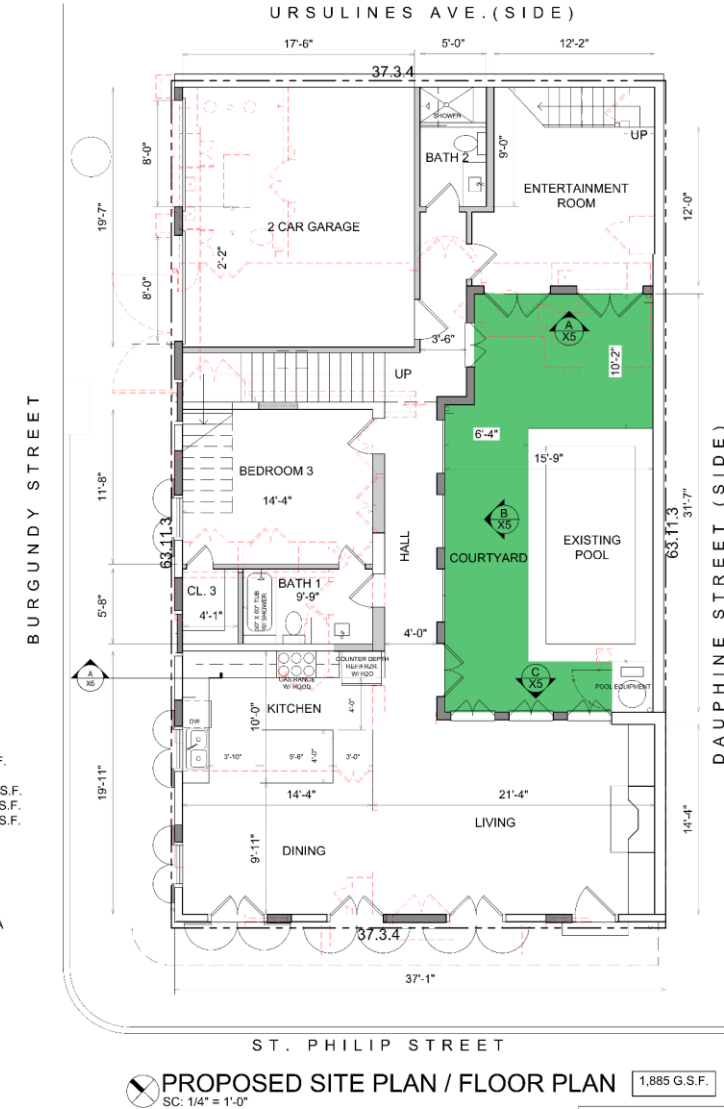 URSULINES AVE.(SIDE)
17'-6"
5'-0"
12'-2"
37.3.4
SHOWER
UP
BATH 2
9'-0"
8'-0"
19'-7"
ENTERTAINMENT
ROOM
12'-0"
2 CAR GARAGE
2'-2"
8'-0"
3'-6"
A
X5
10'-2"
UP
BURGUNDY STREET
6'-4"
15'-9"
BEDROOM 3
14'-4"
11'-8"
63.11.3
B
X5
31'-7"
63.11.3
DAUPHINE STREET (SIDE)
HALL
COURTYARD
EXISTING
POOL
CL. 3
4'-1"
BATH 1
9'-9"
30" X 60" TUB
W/ SHOWER
5'-8"
4'-0"
A
X5
COUNTER DEPTH
REF/FRZR.
W/ H2O
GAS RANGE
W/ HOOD
C
X5
POOL EQUIPMENT
KITCHEN
10'-0"
4'-0"
DW
3'-10"
5'-6"
4'-0"
3'-0"
F.
S.F.
S.F.
S.F.
19'-11"
14'-4"
21'-4"
LIVING
14'-4"
DINING
9'-11"
37.3.4
37'-1"
ST. PHILIP STREET
PROPOSED SITE PLAN / FLOOR PLAN
1,885 G.S.F.
SC: 1/4" = 1'-0"